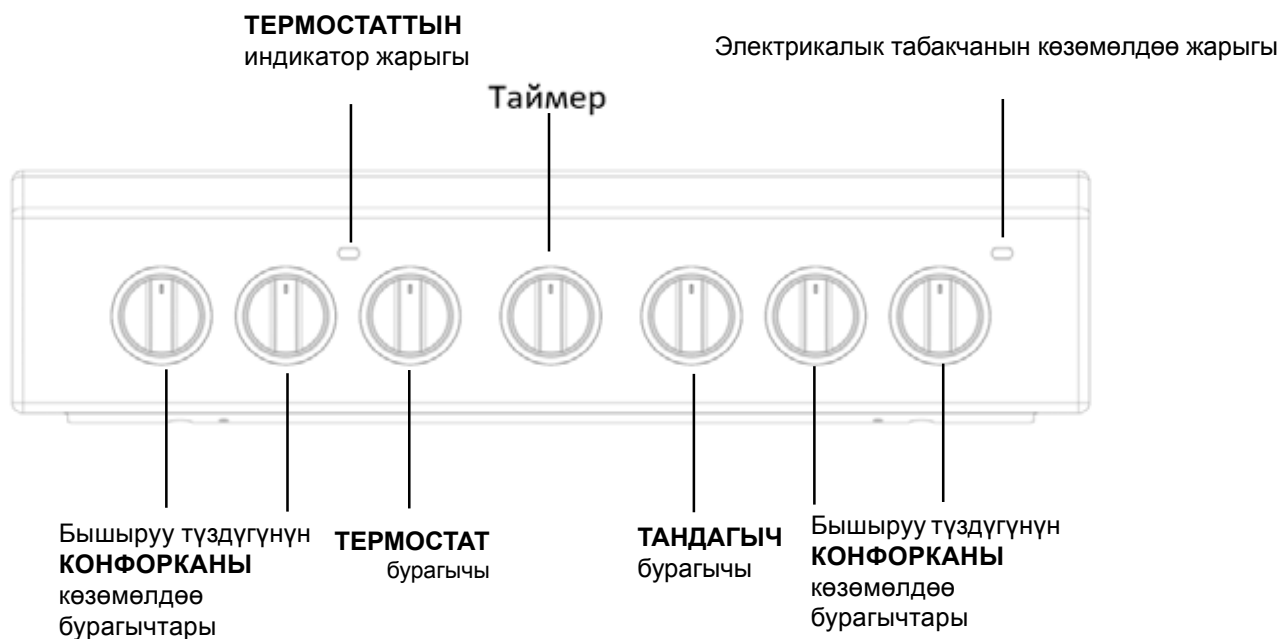 ТЕРМОСТАТТЫН
индикатор жарыгы
Электрикалык табакчанын көзөмөлдөө жарыгы
Таймер
Бышыруу түздүгүнүн
КОНФОРКАНЫ
көзөмөлдөө
бурагычтары
ТЕРМОСТАТ
бурагычы
ТАНДАГЫЧ
бурагычы
Бышыруу түздүгүнүн
КОНФОРКАНЫ
көзөмөлдөө
бурагычтары